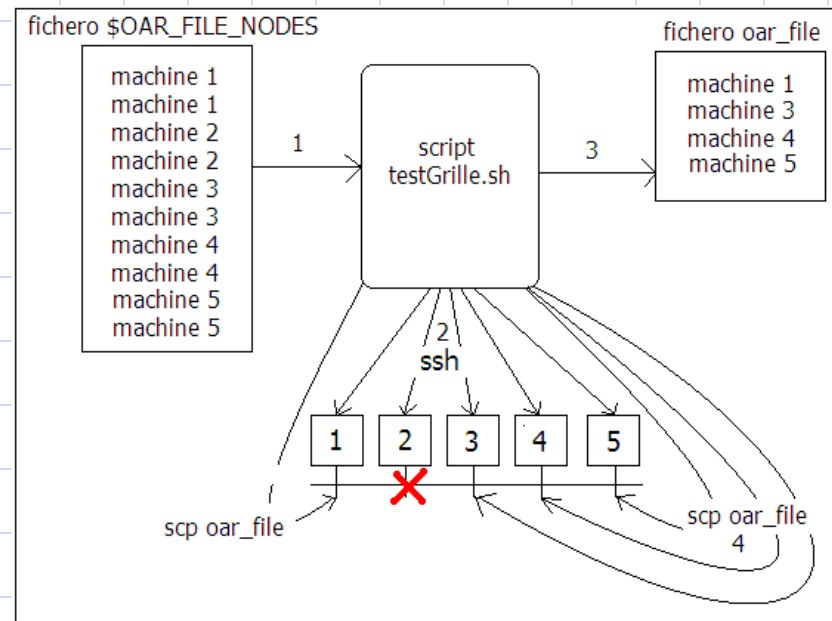 fichero $OAR_FILE_NODES
machine 1
machine 1
machine 2
machine 2
machine 3
machine 3
machine 4
machine 4
machine 5
machine 5
1
script
testGrille.sh
3
fichero oar_file
machine 1
machine 3
machine 4
machine 5
2
ssh
1
2
3
4
5
scp oar_file
scp oar_file
4